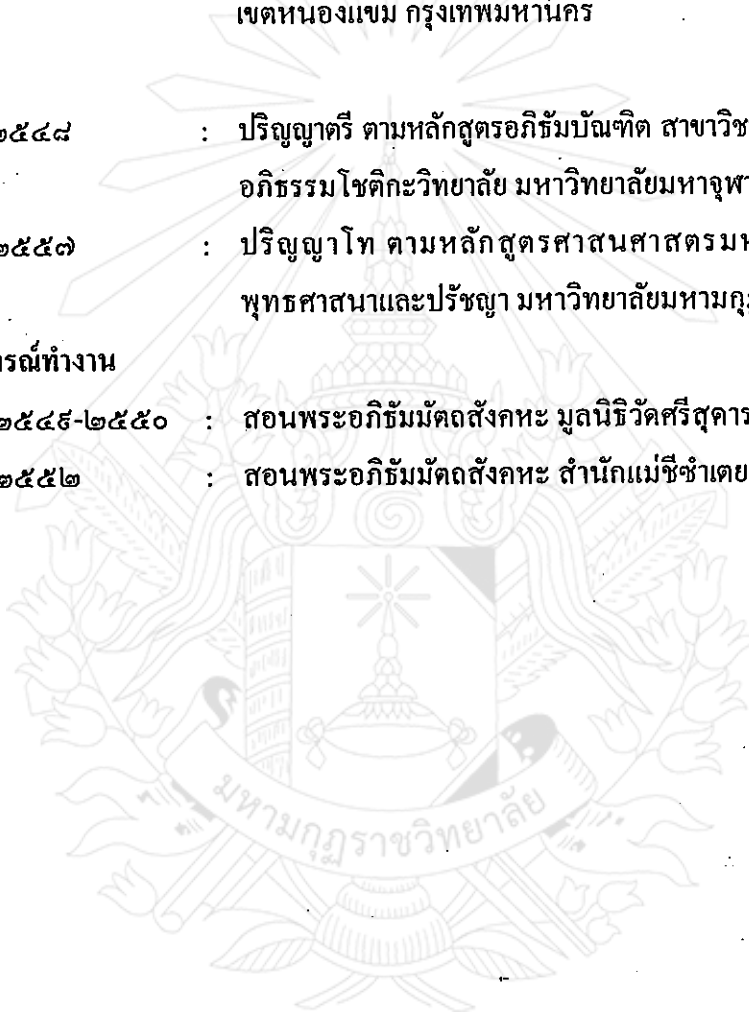 เขตหนองแขม กรุงเทพมหานคร
๒๕๔๘ : ปริญญาตรี ตามหลักสูตรอภิธัมบัณฑิต สาขาวิช
อภิธรรมโชติกะวิทยาลัย มหาวิทยาลัยมหาจุฬา
๒๕๕๗ : ปริญญาโท ตามหลักสูตรศาสนศาสตรมห
พุทธศาสนาและปรัชญา มหาวิทยาลัยมหามกุ
ารณ์ทำงาน
๒๕๔๙-๒๕๕๐ : สอนพระอภิธัมมัตถสังคหะ มูลนิธิวัดศรีสุดาร
๒๕๕๒ : สอนพระอภิธัมมัตถสังคหะ สำนักแม่ชีชำเตย
มหามกุฏราชวิทยาลัย